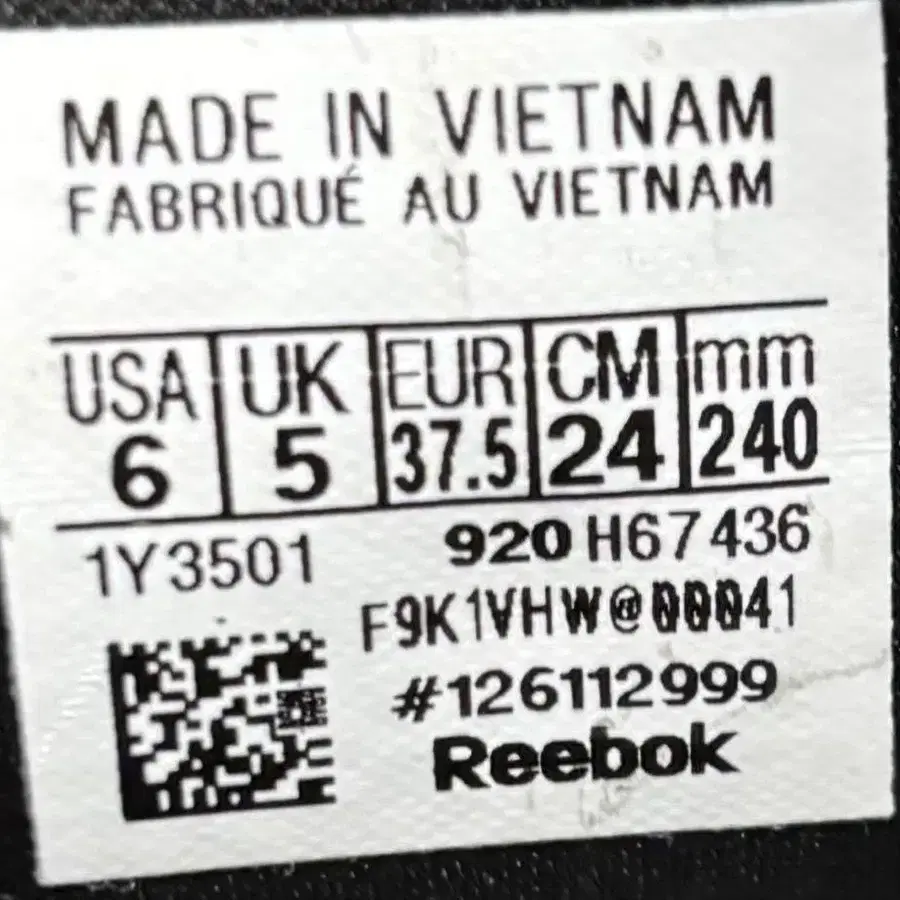 MADE IN VIETNAM
FABRIQUÉ AU VIETNAM
USA UK EUR CM mm
6 5 37.5 24 240
1Y3501 920 H67436
F9K1VHW@00041
#126112999
Reebok